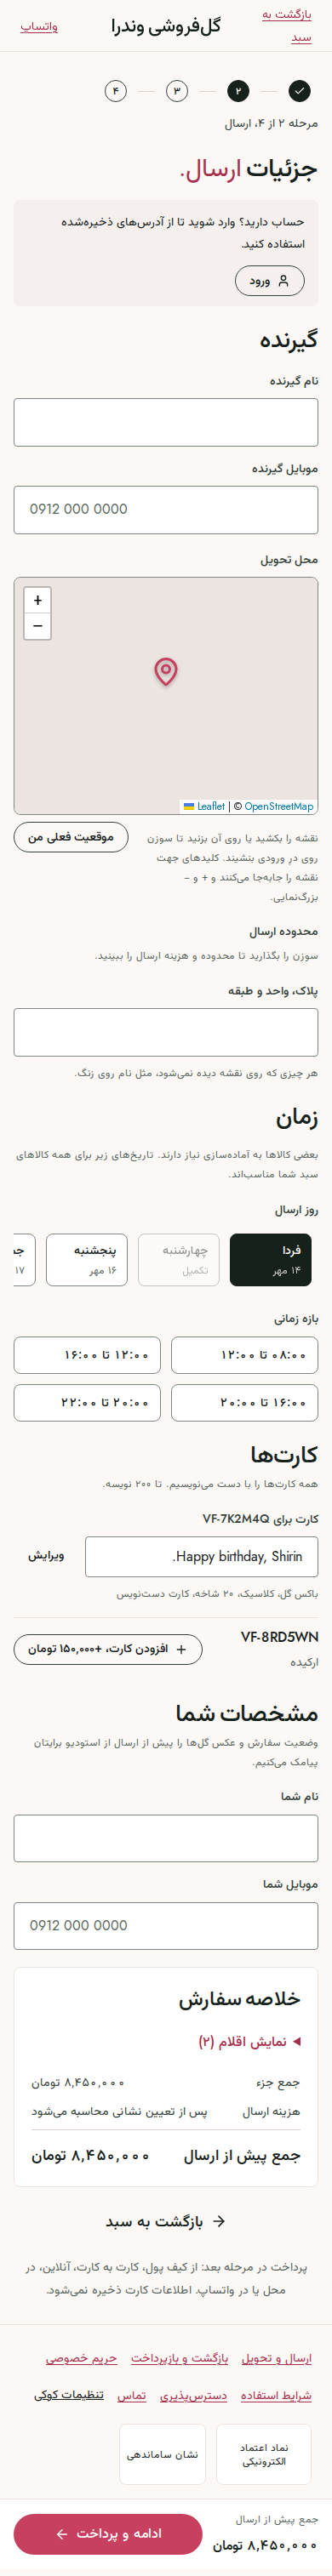 بازگشت به
سبد
گل‌فروشی وندرا
واتساپ
۲
۳
۴
مرحله ۲ از ۴، ارسال
جزئیات ارسال.
حساب دارید؟ وارد شوید تا از آدرس‌های ذخیره‌شده
استفاده کنید.
ورود
گیرنده
نام گیرنده
موبایل گیرنده
0912 000 0000
محل تحویل
+
−
Leaflet | © OpenStreetMap
نقشه را بکشید یا روی آن بزنید تا سوزن
روی درِ ورودی بنشیند. کلیدهای جهت
نقشه را جابه‌جا می‌کنند و + و −
بزرگ‌نمایی.
موقعیت فعلی من
محدوده ارسال
سوزن را بگذارید تا محدوده و هزینه ارسال را ببینید.
پلاک، واحد و طبقه
هر چیزی که روی نقشه دیده نمی‌شود، مثل نام روی زنگ.
زمان
بعضی کالاها به آماده‌سازی نیاز دارند. تاریخ‌های زیر برای همه کالاهای
سبد شما مناسب‌اند.
روز ارسال
فردا
۱۴ مهر
چهارشنبه
تکمیل
پنجشنبه
۱۶ مهر
۱۷
بازه زمانی
۰۸:۰۰ تا ۱۲:۰۰
۱۲:۰۰ تا ۱۶:۰۰
۱۶:۰۰ تا ۲۰:۰۰
۲۰:۰۰ تا ۲۲:۰۰
کارت‌ها
همه کارت‌ها را با دست می‌نویسیم. تا ۲۰۰ نویسه.
کارت برای VF-7K2M4Q
Happy birthday, Shirin.
ویرایش
باکس گل، کلاسیک، ۲۰ شاخه، کارت دست‌نویس
VF-8RD5WN
ارکیده
افزودن کارت، +۱۵۰,۰۰۰ تومان
مشخصات شما
وضعیت سفارش و عکس گل‌ها را پیش از ارسال از استودیو برایتان
پیامک می‌کنیم.
نام شما
موبایل شما
0912 000 0000
خلاصه سفارش
نمایش اقلام (۲)
جمع جزء
۸,۴۵۰,۰۰۰ تومان
هزینه ارسال
پس از تعیین نشانی محاسبه می‌شود
جمع پیش از ارسال
۸,۴۵۰,۰۰۰ تومان
بازگشت به سبد
پرداخت در مرحله بعد: از کیف پول، کارت به کارت، آنلاین، در
محل یا در واتساپ. اطلاعات کارت ذخیره نمی‌شود.
ارسال و تحویل
بازگشت و بازپرداخت
حریم خصوصی
شرایط استفاده
دسترس‌پذیری
تماس
تنظیمات کوکی
نماد اعتماد
الکترونیکی
نشان ساماندهی
جمع پیش از ارسال
۸,۴۵۰,۰۰۰ تومان
ادامه و پرداخت